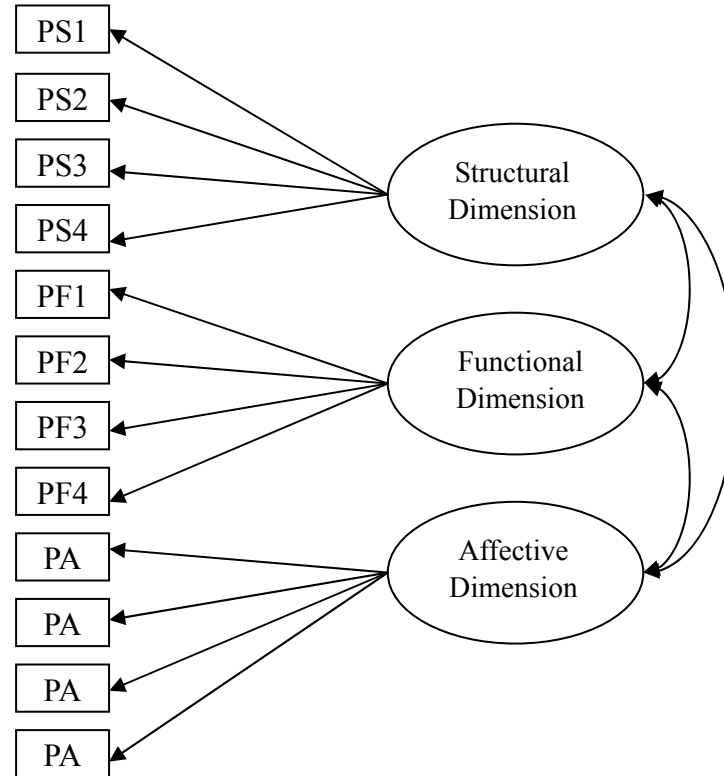 PS1
PS2
PS3
PS4
PF1
PF2
PF3
PF4
PA
PA
PA
PA
Structural
Dimension
Functional
Dimension
Affective
Dimension